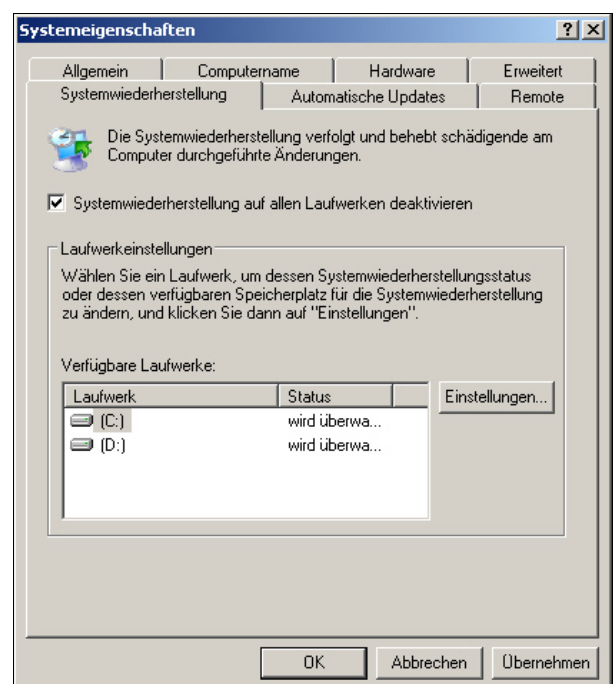 Systemeigenschaften
Allgemein Computername Hardware Erweitert
Systemwiederherstellung Automatische Updates Remote
Die Systemwiederherstellung verfolgt und behebt schädigende am
Computer durchgeführte Änderungen.
Systemwiederherstellung auf allen Laufwerken deaktivieren
Laufwerkeinstellungen
Wählen Sie ein Laufwerk, um dessen Systemwiederherstellungsstatus
oder dessen verfügbaren Speicherplatz für die Systemwiederherstellung
zu ändern, und klicken Sie dann auf "Einstellungen".
Verfügbare Laufwerke:
Laufwerk Status Einstellungen...
(C:) wird überwa...
(D:) wird überwa...
OK Abbrechen Übernehmen